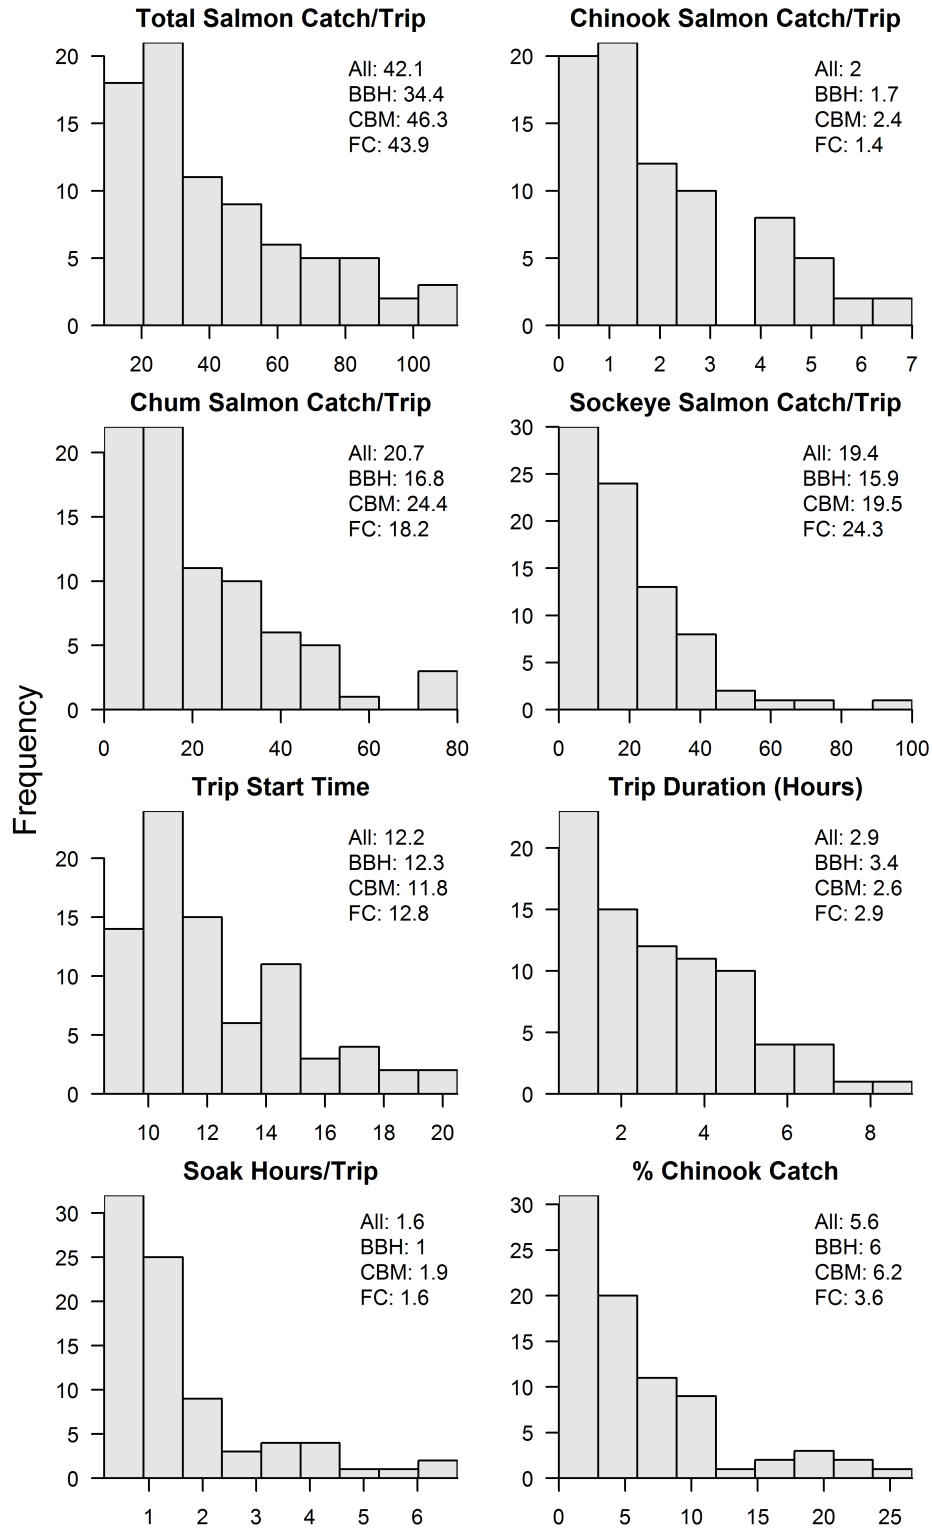 Total Salmon Catch/Trip
20
15
10
5
0
All: 42.1
BBH: 34.4
CBM: 46.3
FC: 43.9
20 40 60 80 100
Chinook Salmon Catch/Trip
20
15
10
5
0
All: 2
BBH: 1.7
CBM: 2.4
FC: 1.4
0 1 2 3 4 5 6 7
Chum Salmon Catch/Trip
20
15
10
5
0
All: 20.7
BBH: 16.8
CBM: 24.4
FC: 18.2
0 20 40 60 80
Sockeye Salmon Catch/Trip
30
25
20
15
10
5
0
All: 19.4
BBH: 15.9
CBM: 19.5
FC: 24.3
0 20 40 60 80 100
Frequency
Trip Start Time
20
15
10
5
0
All: 12.2
BBH: 12.3
CBM: 11.8
FC: 12.8
10 12 14 16 18 20
Trip Duration (Hours)
20
15
10
5
0
All: 2.9
BBH: 3.4
CBM: 2.6
FC: 2.9
2 4 6 8
Soak Hours/Trip
30
25
20
15
10
5
0
All: 1.6
BBH: 1
CBM: 1.9
FC: 1.6
1 2 3 4 5 6
% Chinook Catch
30
25
20
15
10
5
0
All: 5.6
BBH: 6
CBM: 6.2
FC: 3.6
0 5 10 15 20 25